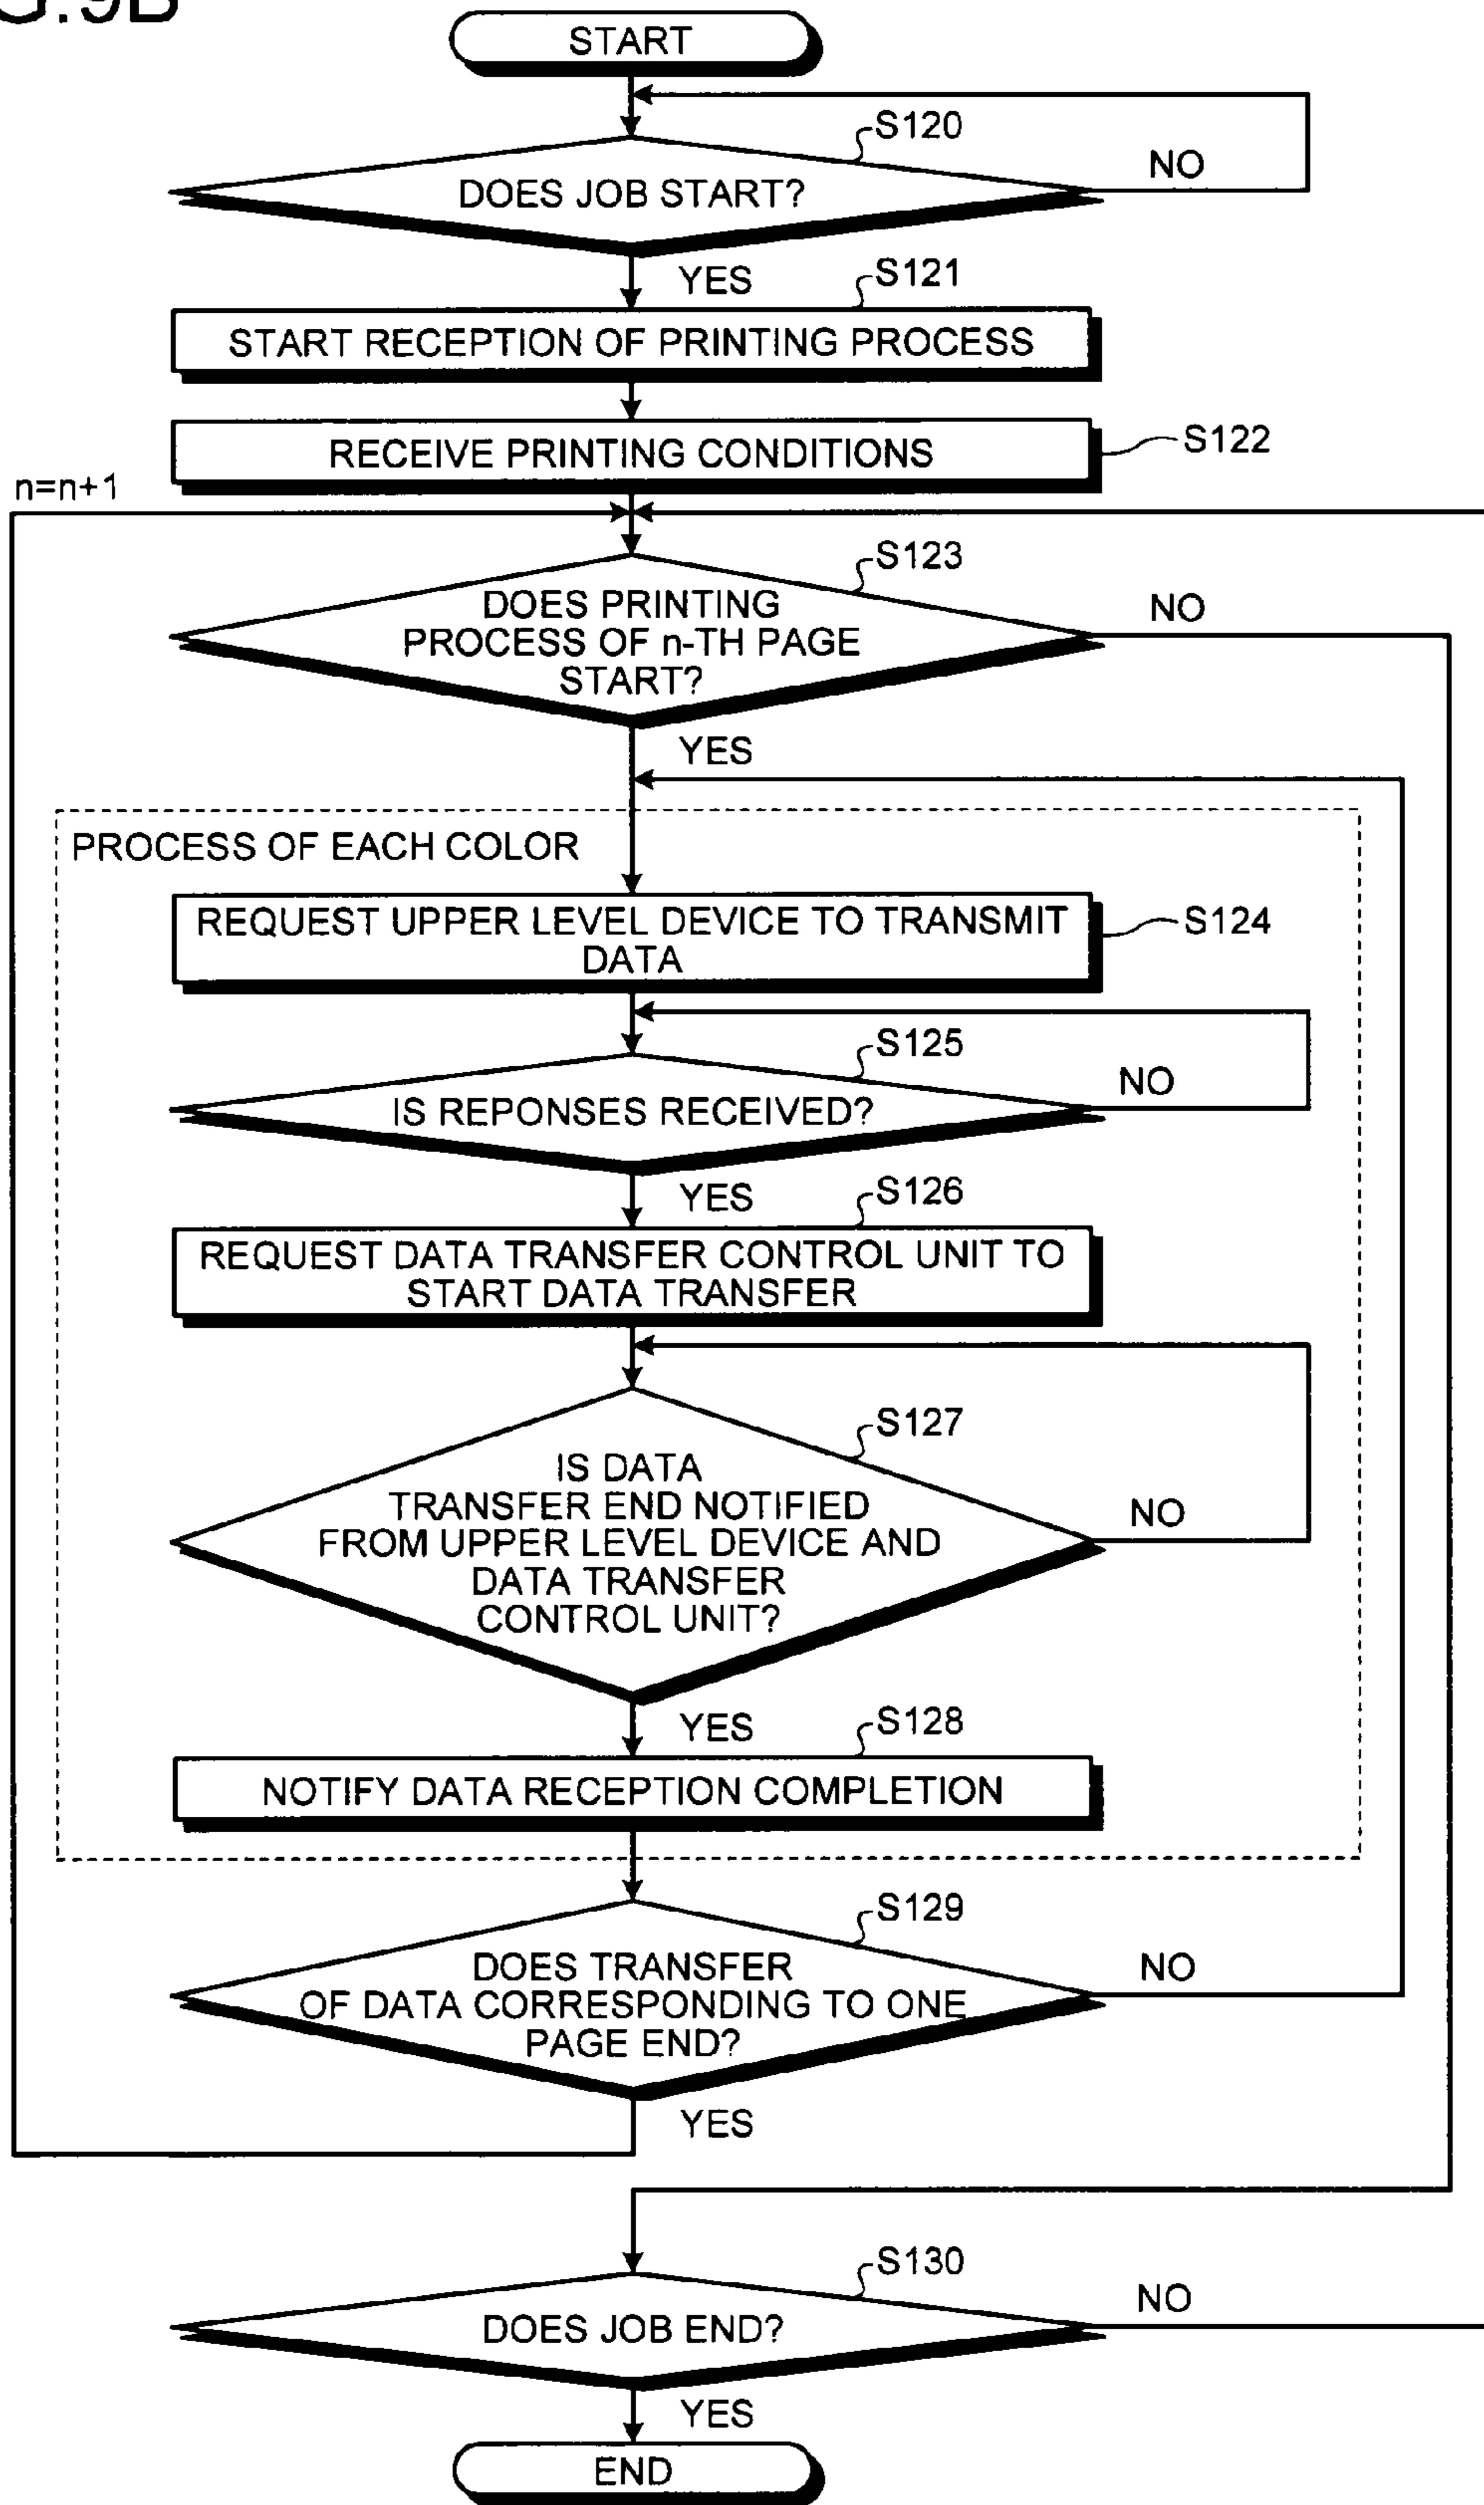 G.9B
START
S120
DOES JOB START?
NO
YES
S121
START RECEPTION OF PRINTING PROCESS
RECEIVE PRINTING CONDITIONS
S122
n=n+1
S123
DOES PRINTING
PROCESS OF n-TH PAGE
START?
NO
YES
PROCESS OF EACH COLOR
REQUEST UPPER LEVEL DEVICE TO TRANSMIT
DATA
S124
S125
IS REPONSES RECEIVED?
NO
YES
S126
REQUEST DATA TRANSFER CONTROL UNIT TO
START DATA TRANSFER
S127
IS DATA
TRANSFER END NOTIFIED
FROM UPPER LEVEL DEVICE AND
DATA TRANSFER
CONTROL UNIT?
NO
YES
S128
NOTIFY DATA RECEPTION COMPLETION
S129
DOES TRANSFER
OF DATA CORRESPONDING TO ONE
PAGE END?
NO
YES
S130
DOES JOB END?
NO
YES
END